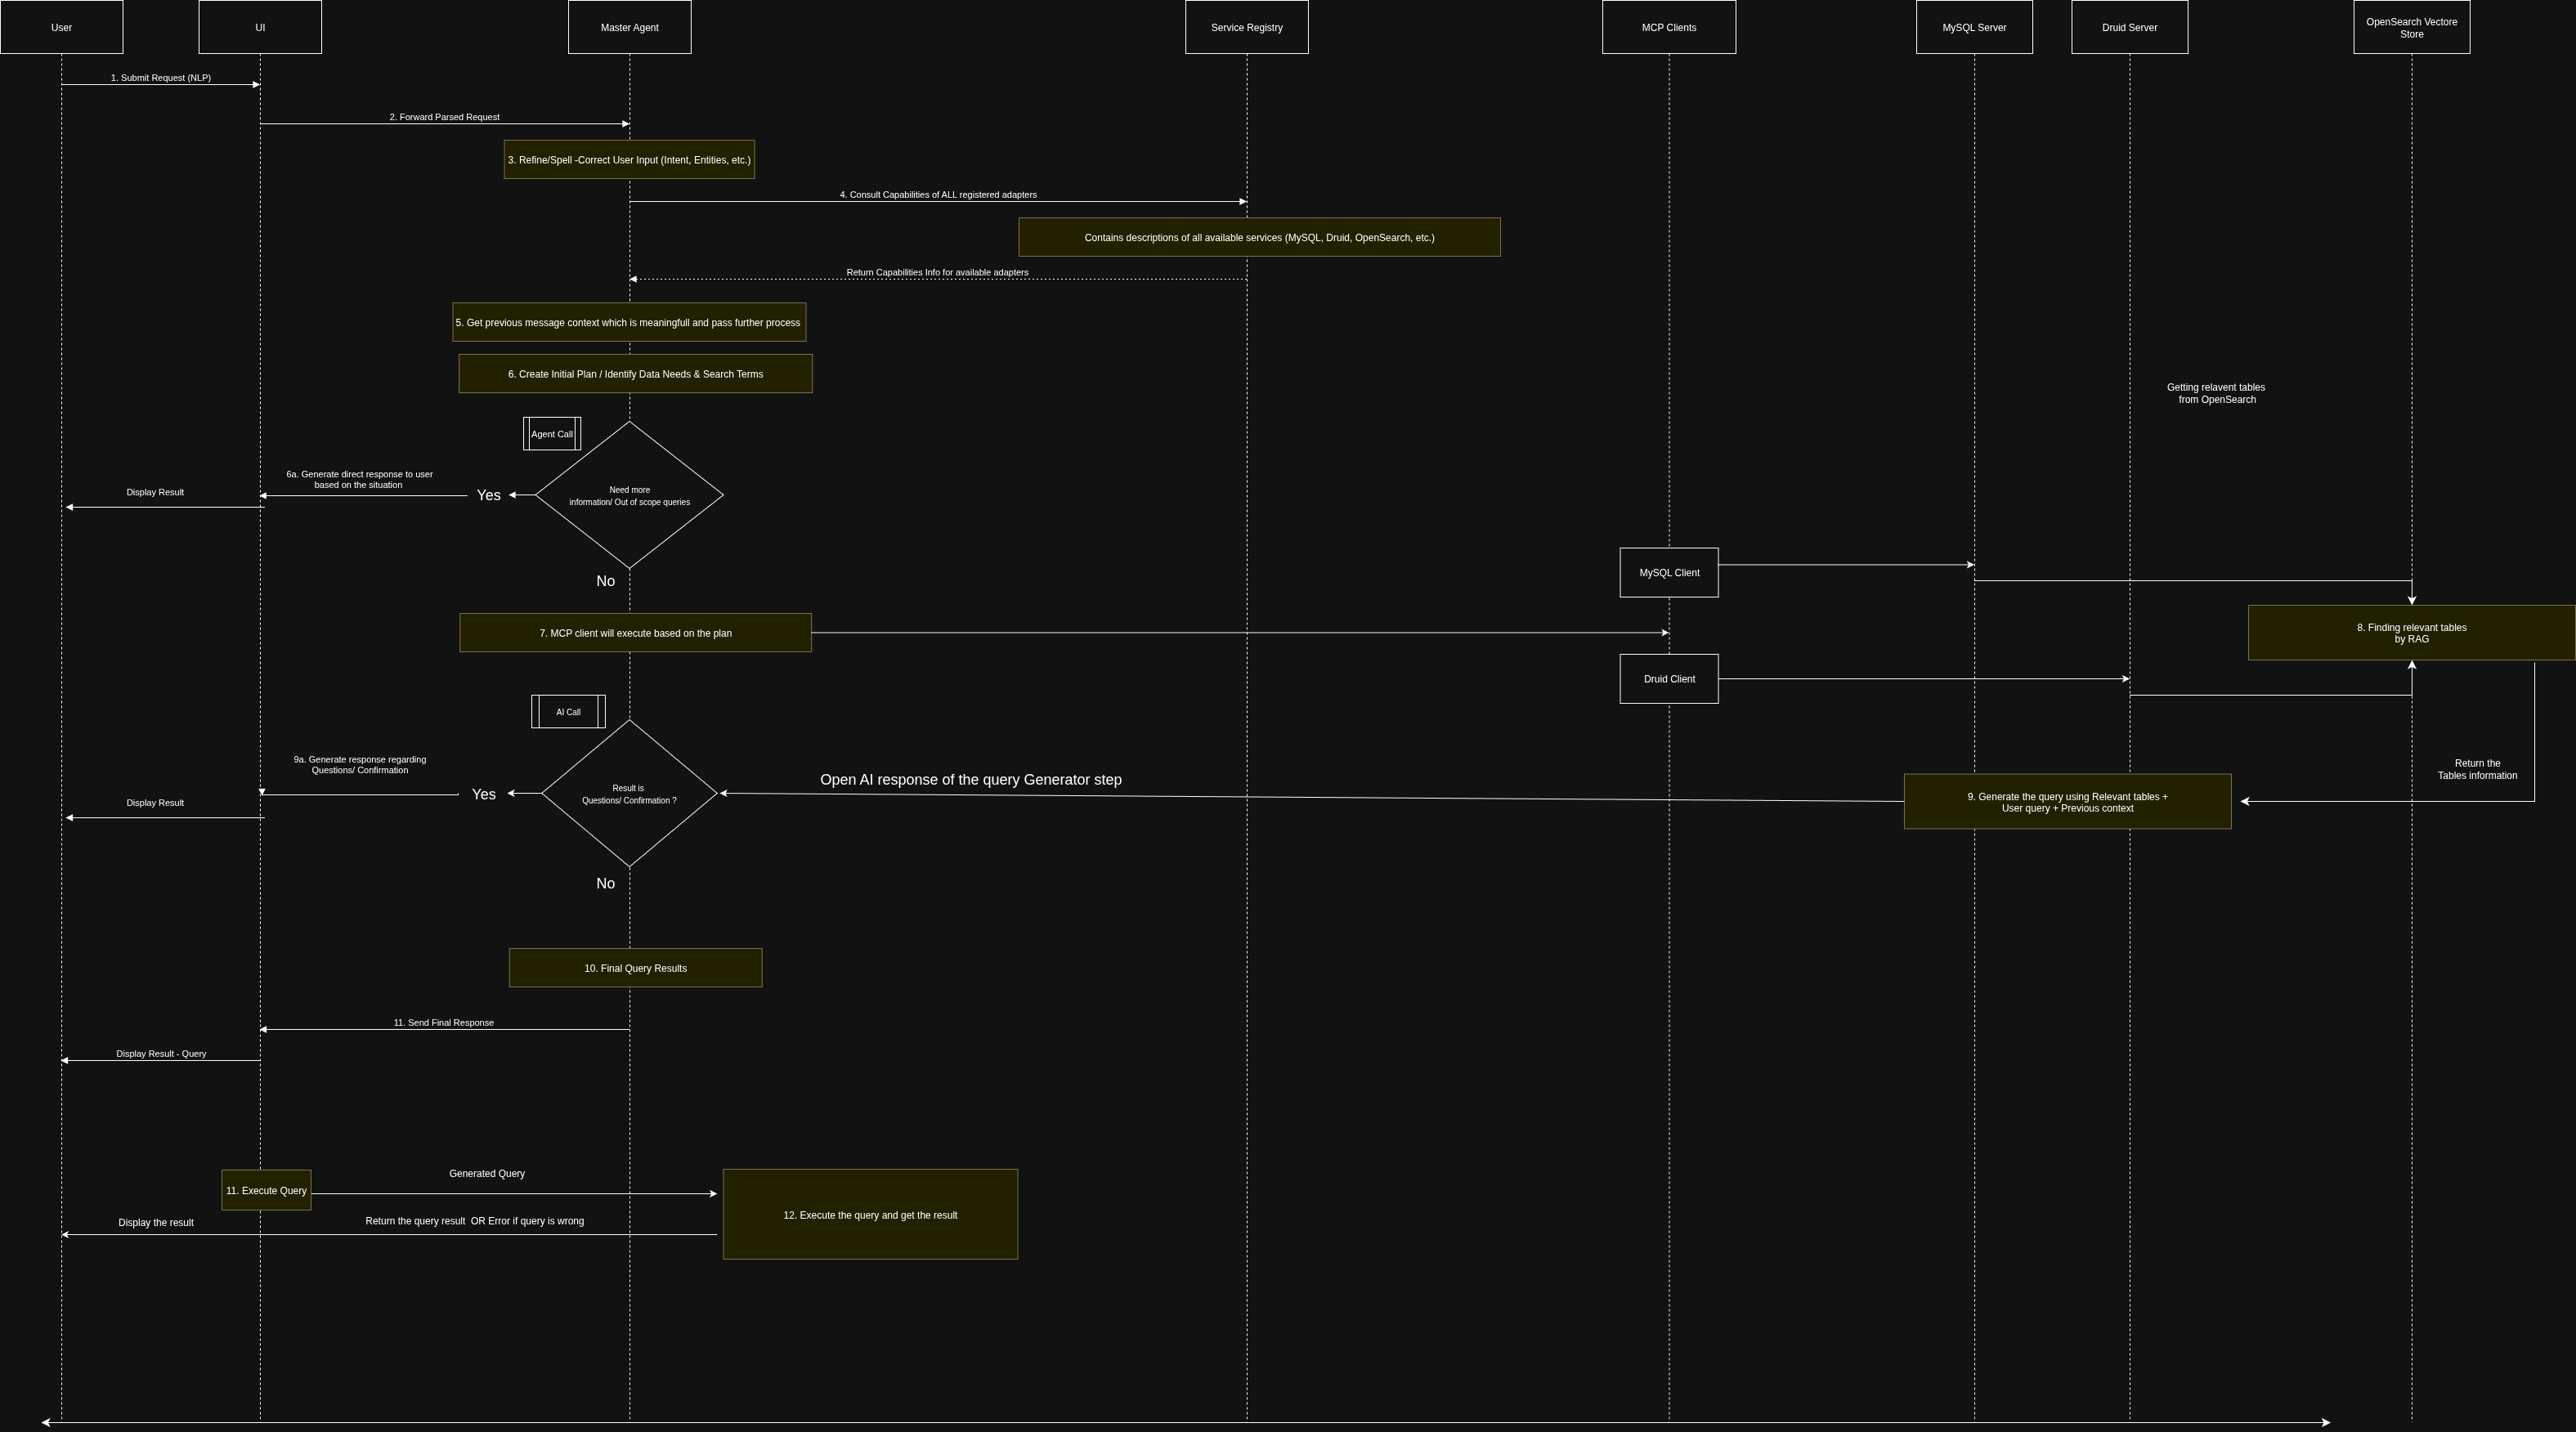 User
UI
Master Agent
Service Registry
MCP Clients
MySQL Server
Druid Server
OpenSearch Vectore
Store
1. Submit Request (NLP)
2. Forward Parsed Request
3. Refine/Spell -Correct User Input (Intent, Entities, etc.)
4. Consult Capabilities of ALL registered adapters
Contains descriptions of all available services (MySQL, Druid, OpenSearch, etc.)
Return Capabilities Info for available adapters
5. Get previous message context which is meaningfull and pass further process
6. Create Initial Plan / Identify Data Needs & Search Terms
Getting relavent tables
from OpenSearch
Agent Call
6a. Generate direct response to user
based on the situation
Display Result
Yes
Need more
information/ Out of scope queries
No
MySQL Client
7. MCP client will execute based on the plan
8. Finding relevant tables
by RAG
Druid Client
AI Call
9a. Generate response regarding
Questions/ Confirmation
Display Result
Yes
Result is
Questions/ Confirmation ?
Open AI response of the query Generator step
9. Generate the query using Relevant tables +
User query + Previous context
Return the
Tables information
No
10. Final Query Results
11. Send Final Response
Display Result - Query
11. Execute Query
Generated Query
12. Execute the query and get the result
Display the result
Return the query result  OR Error if query is wrong